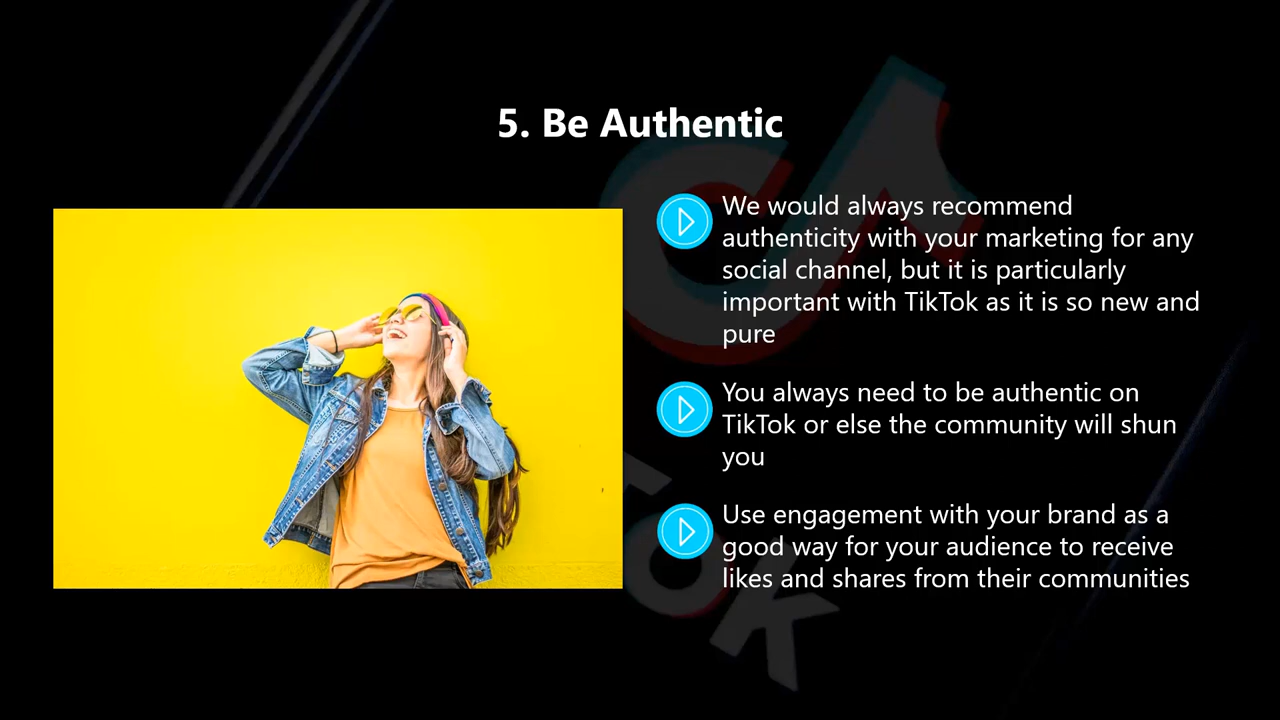 5. Be Authentic
We would always recommend
authenticity with your marketing for any
social channel, but it is particularly
important with TikTok as it is so new and
pure
You always need to be authentic on
TikTok or else the community will shun
you
Use engagement with your brand as a
good way for your audience to receive
likes and shares from their communities